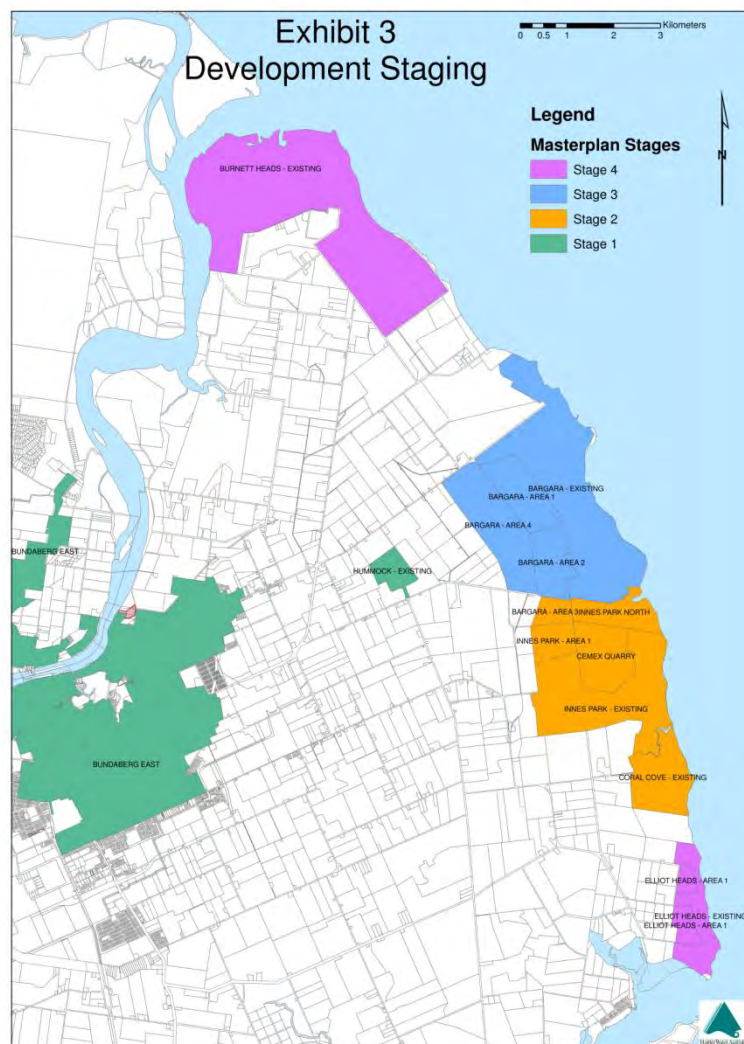 Exhibit 3
Development Staging
Kilometers
0 0.5 1 2 3
Legend
Masterplan Stages
Stage 4
Stage 3
Stage 2
Stage 1
N
BURNETT HEADS - EXISTING
BARGARA - EXISTING
BARGARA - AREA 1
BARGARA - AREA 4
BUNDABERG EAST
HUMMOCK - EXISTING
BARGARA - AREA 2
BARGARA - AREA 3
INNES PARK NORTH
INNES PARK - AREA 1
CEMEX QUARRY
INNES PARK - EXISTING
BUNDABERG EAST
CORAL COVE - EXISTING
ELLIOT HEADS - AREA 1
ELLIOT HEADS - EXISTING
ELLIOT HEADS - AREA 1